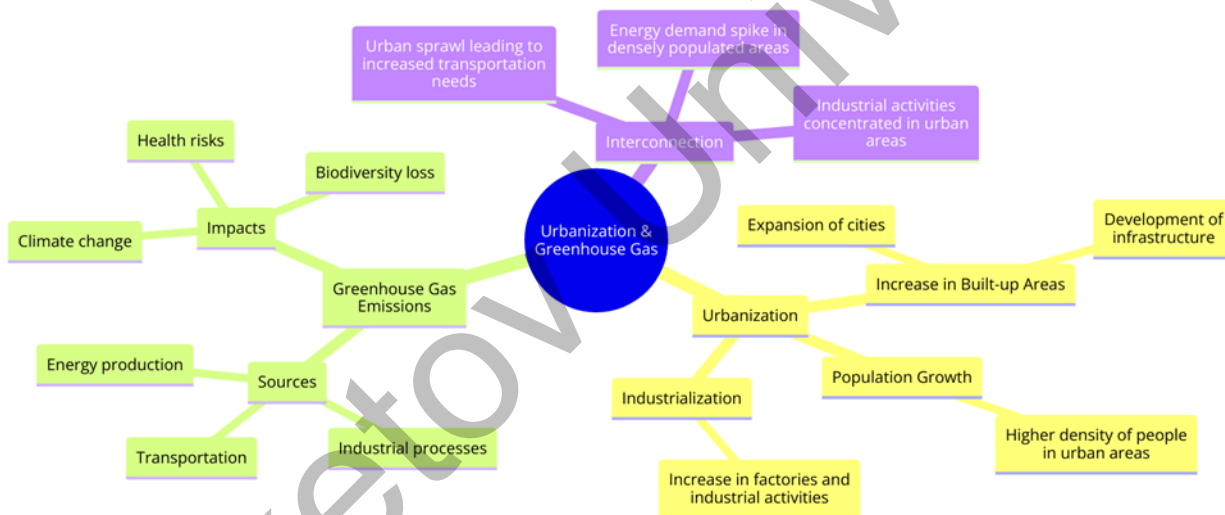 Urbanization &
Greenhouse Gas
Interconnection
Urban sprawl leading to
increased transportation
needs
Energy demand spike in
densely populated areas
Industrial activities
concentrated in urban
areas
Greenhouse Gas
Emissions
Impacts
Health risks
Biodiversity loss
Climate change
Sources
Energy production
Transportation
Industrial processes
Urbanization
Increase in Built-up Areas
Expansion of cities
Development of
infrastructure
Population Growth
Higher density of people
in urban areas
Industrialization
Increase in factories and
industrial activities